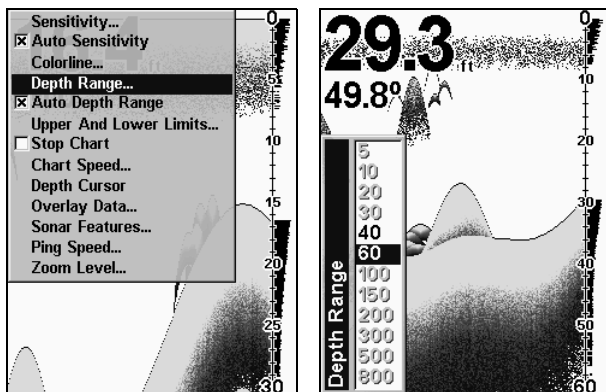 Sensitivity...
Auto Sensitivity
Colorline...
Depth Range...
Auto Depth Range
Upper And Lower Limits...
Stop Chart
Chart Speed...
Depth Cursor
Overlay Data...
Sonar Features...
Ping Speed...
Zoom Level...
0
5
10
15
20
25
30
29.3 ft
49.8º
Depth Range
5
10
20
30
40
60
100
150
200
300
500
800
0
10
20
30
40
50
60